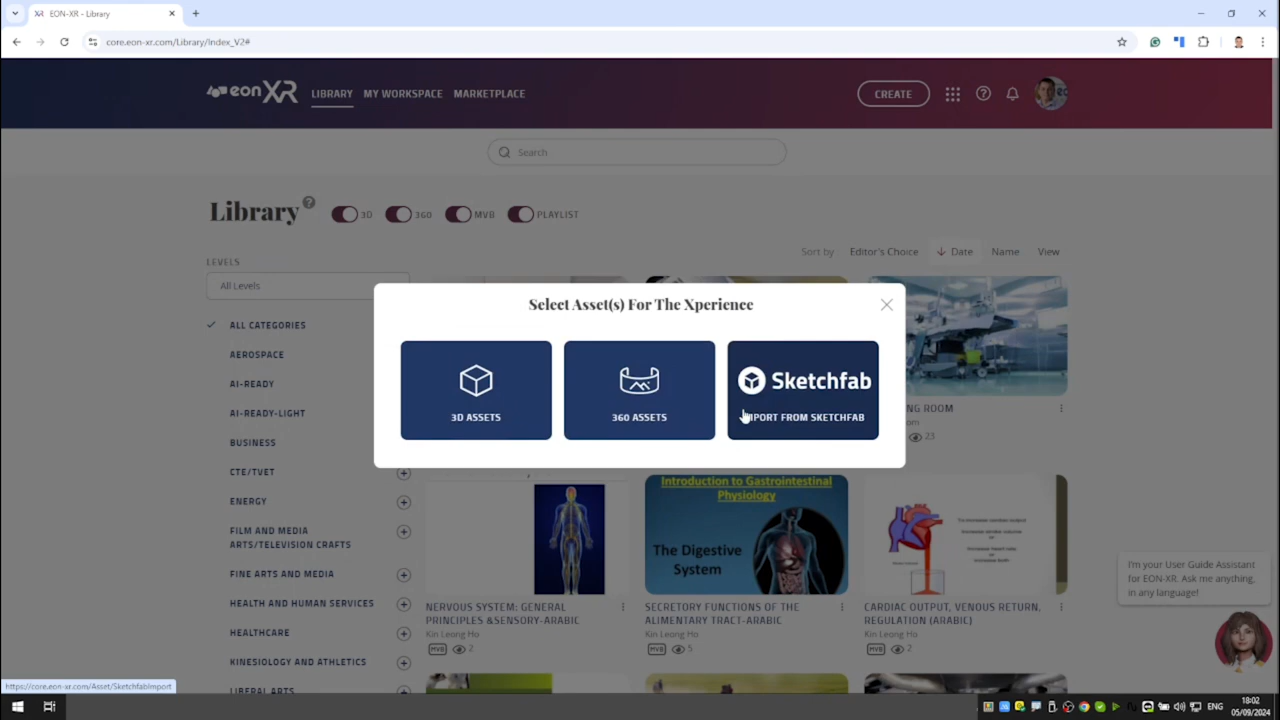 EON-XR - Library
core.eon-xr.com/Library/Index_V2#
eonXR
LIBRARY
MY WORKSPACE
MARKETPLACE
CREATE
Search
Library
3D
360
MVB
PLAYLIST
Sort by
Editor's Choice
Date
Name
View
LEVELS
All Levels
Select Asset(s) For The Xperience
3D ASSETS
360 ASSETS
Sketchfab
IMPORT FROM SKETCHFAB
ALL CATEGORIES
AEROSPACE
AI-READY
AI-READY-LIGHT
BUSINESS
CTE/TVET
ENERGY
FILM AND MEDIA
ARTS/TELEVISION CRAFTS
FINE ARTS AND MEDIA
HEALTH AND HUMAN SERVICES
HEALTHCARE
KINESIOLOGY AND ATHLETICS
LIBERAL ARTS
ROOM
23
NERVOUS SYSTEM: GENERAL
PRINCIPLES &SENSORY-ARABIC
Kin Leong Ho
MVB 2
Introduction to Gastrointestinal
Physiology
The Digestive
System
SECRETORY FUNCTIONS OF THE
ALIMENTARY TRACT-ARABIC
Kin Leong Ho
MVB 5
CARDIAC OUTPUT, VENOUS RETURN,
REGULATION (ARABIC)
Kin Leong Ho
MVB 2
I'm your User Guide Assistant
for EON-XR. Ask me anything,
in any language!
https://core.eon-xr.com/Asset/SketchfabImport
ENG
18:02
05/09/2024